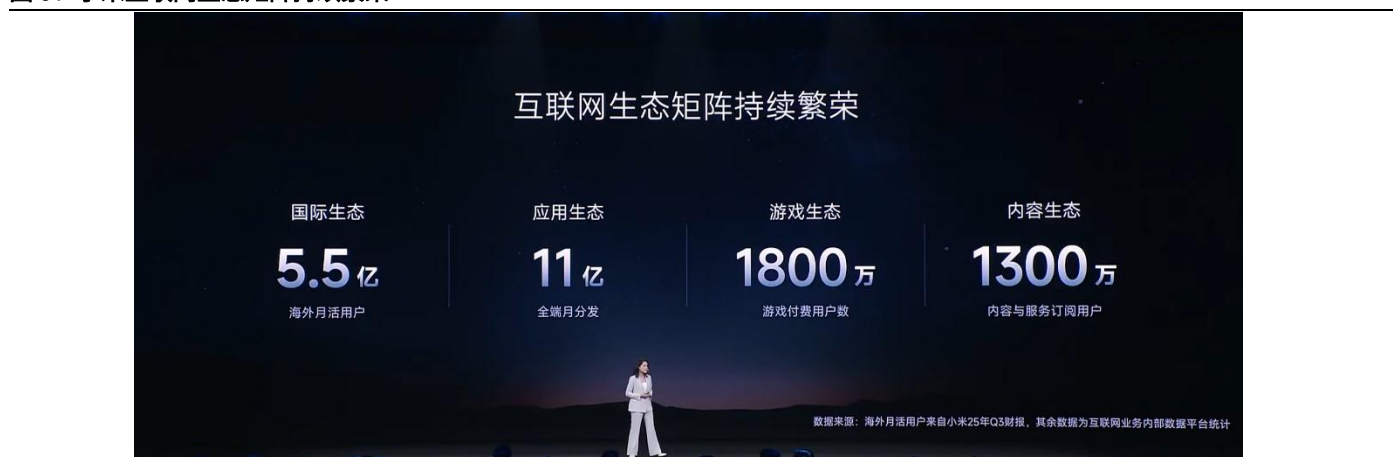 互联网生态矩阵持续繁荣
国际生态
5.5亿
海外月活用户
应用生态
11亿
全端月分发
游戏生态
1800万
游戏付费用户数
内容生态
1300万
内容与服务订阅用户
数据来源：海外月活用户来自小米25年Q3财报，其余数据为互联网业务内部数据平台统计